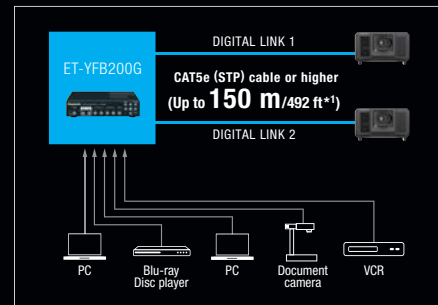 DIGITAL LINK 1
ET-YFB200G
CAT5e (STP) cable or higher
(Up to 150 m/492 ft*1)
DIGITAL LINK 2
PC
Blu-ray
Disc player
PC
Document
camera
VCR